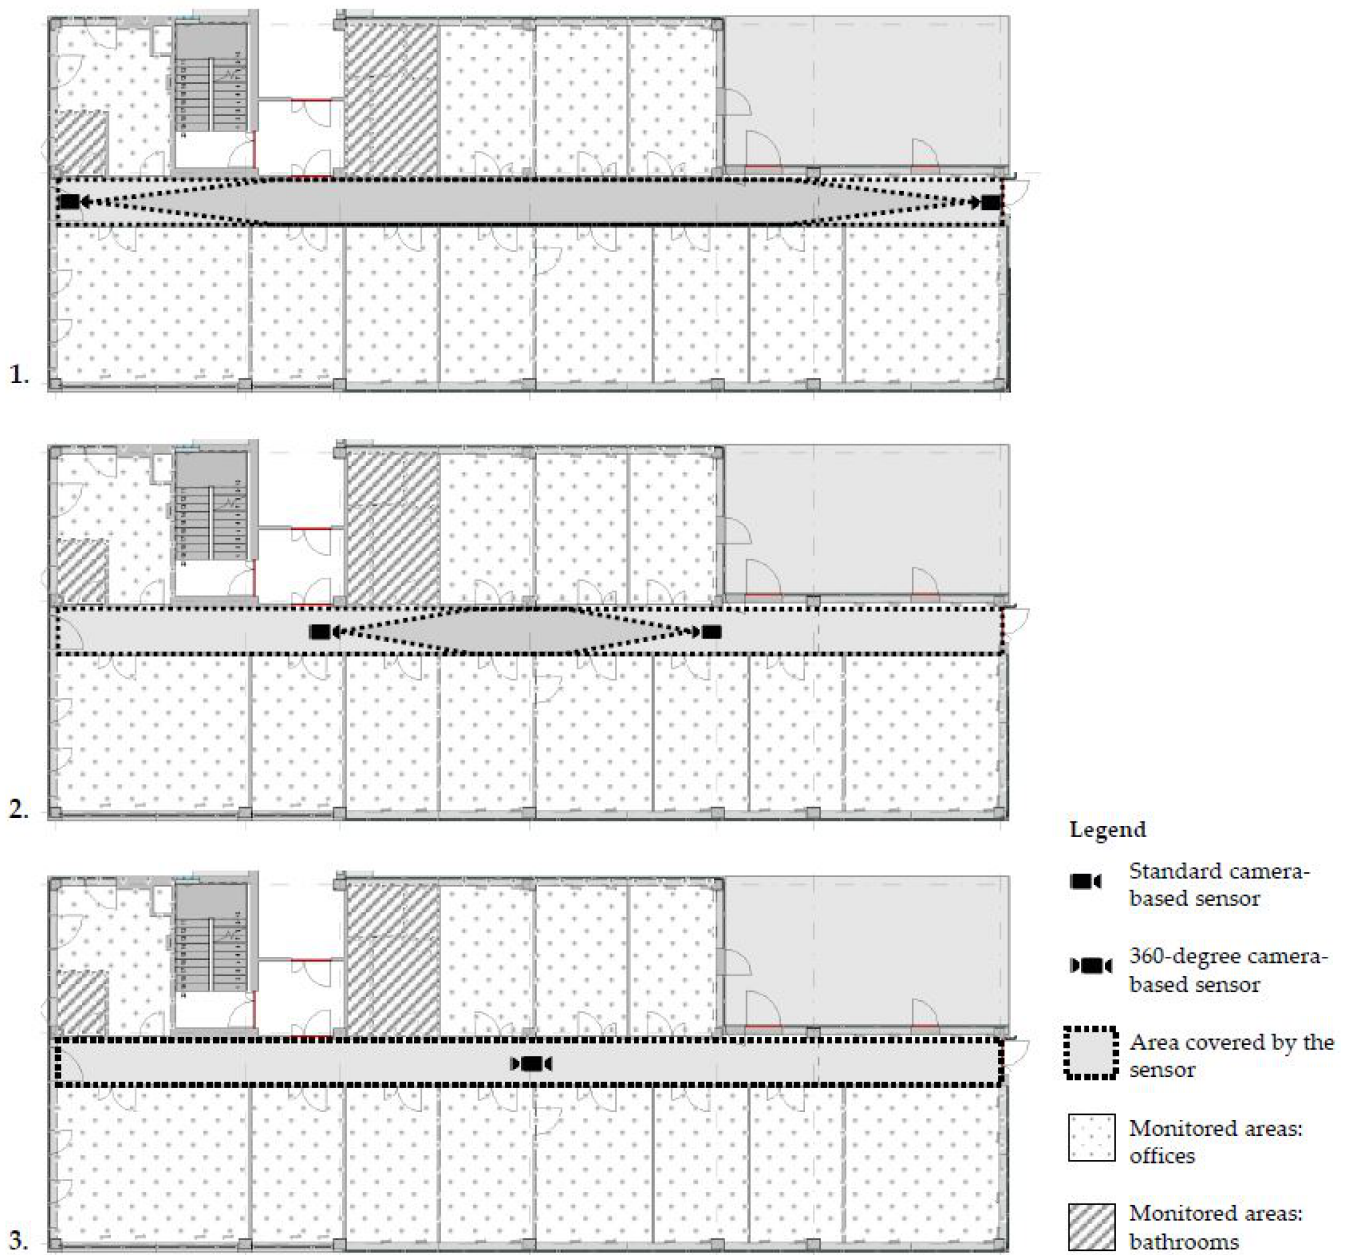 1.
2.
Legend
Standard camera-
based sensor
360-degree camera-
based sensor
Area covered by the
sensor
Monitored areas:
offices
Monitored areas:
bathrooms
3.